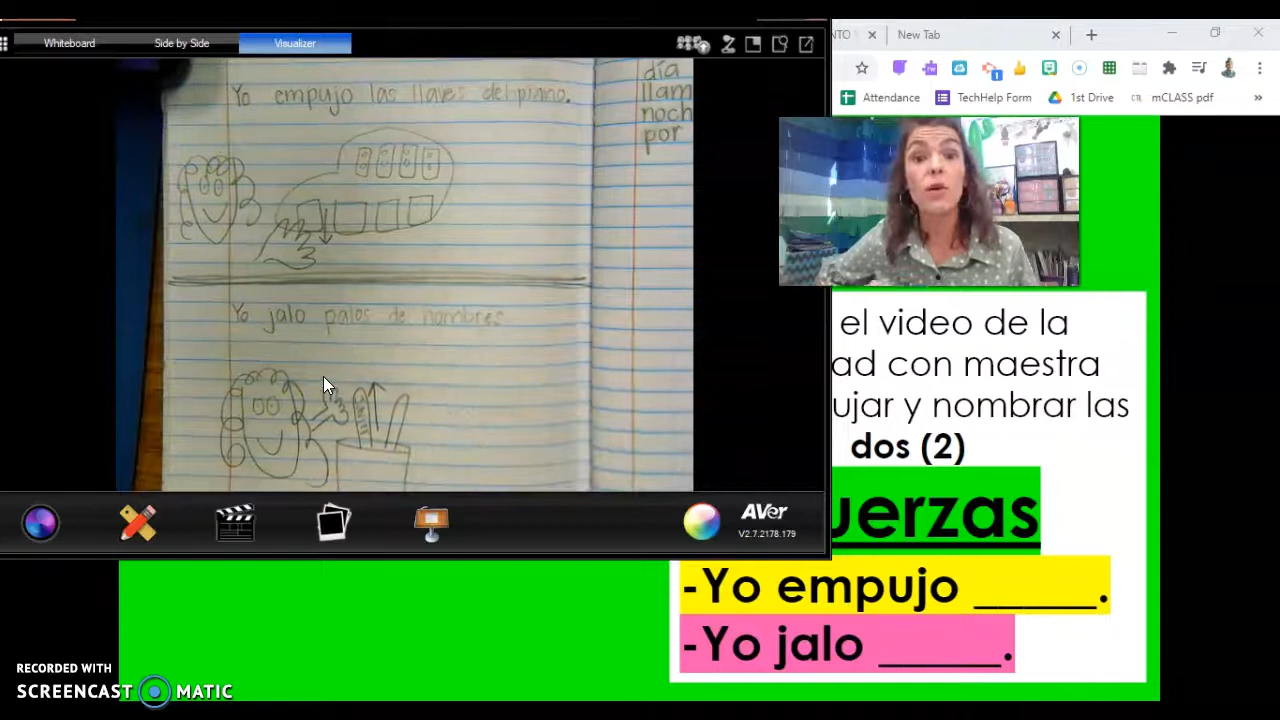 Whiteboard
Side by Side
Visualizer
New Tab
Attendance
TechHelp Form
1st Drive
mCLASS pdf
Yo empujo las llaves del piano.
Yo jalo palos de nombres
día
llam
noch
por
el video de la
ad con maestra
ujar y nombrar las
dos (2)
uerzas
-Yo empujo _____.
-Yo jalo _____.
AVer
V2.7.2178.179
RECORDED WITH
SCREENCAST MATIC